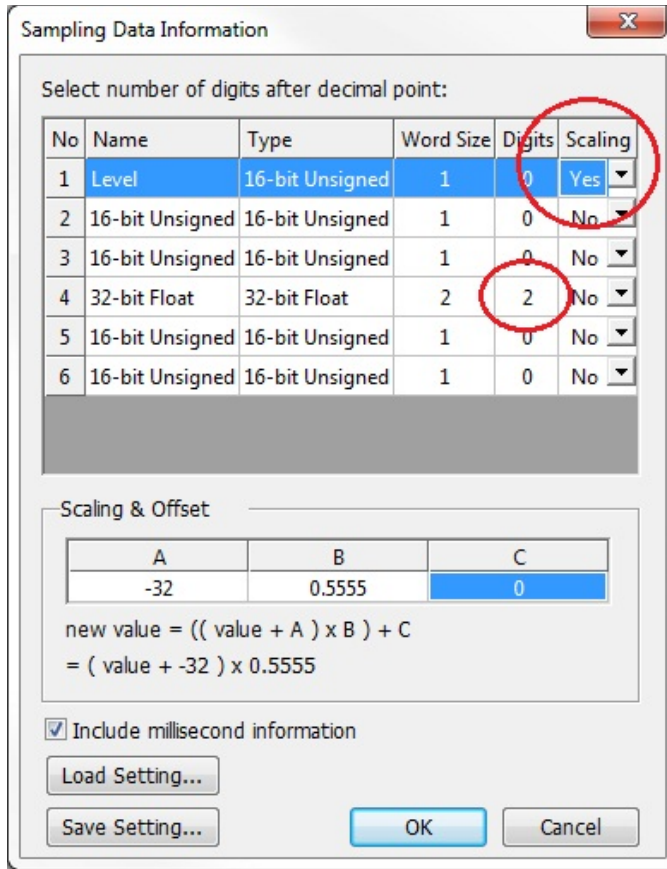 Sampling Data Information
Select number of digits after decimal point:
No Name Type Word Size Digits Scaling
1 Level 16-bit Unsigned 1 0 Yes
2 16-bit Unsigned 16-bit Unsigned 1 0 No
3 16-bit Unsigned 16-bit Unsigned 1 0 No
4 32-bit Float 32-bit Float 2 2 No
5 16-bit Unsigned 16-bit Unsigned 1 0 No
6 16-bit Unsigned 16-bit Unsigned 1 0 No
Scaling & Offset
A B C
-32 0.5555 0
new value = (( value + A ) x B ) + C
= ( value + -32 ) x 0.5555
Include millisecond information
Load Setting...
Save Setting... OK Cancel